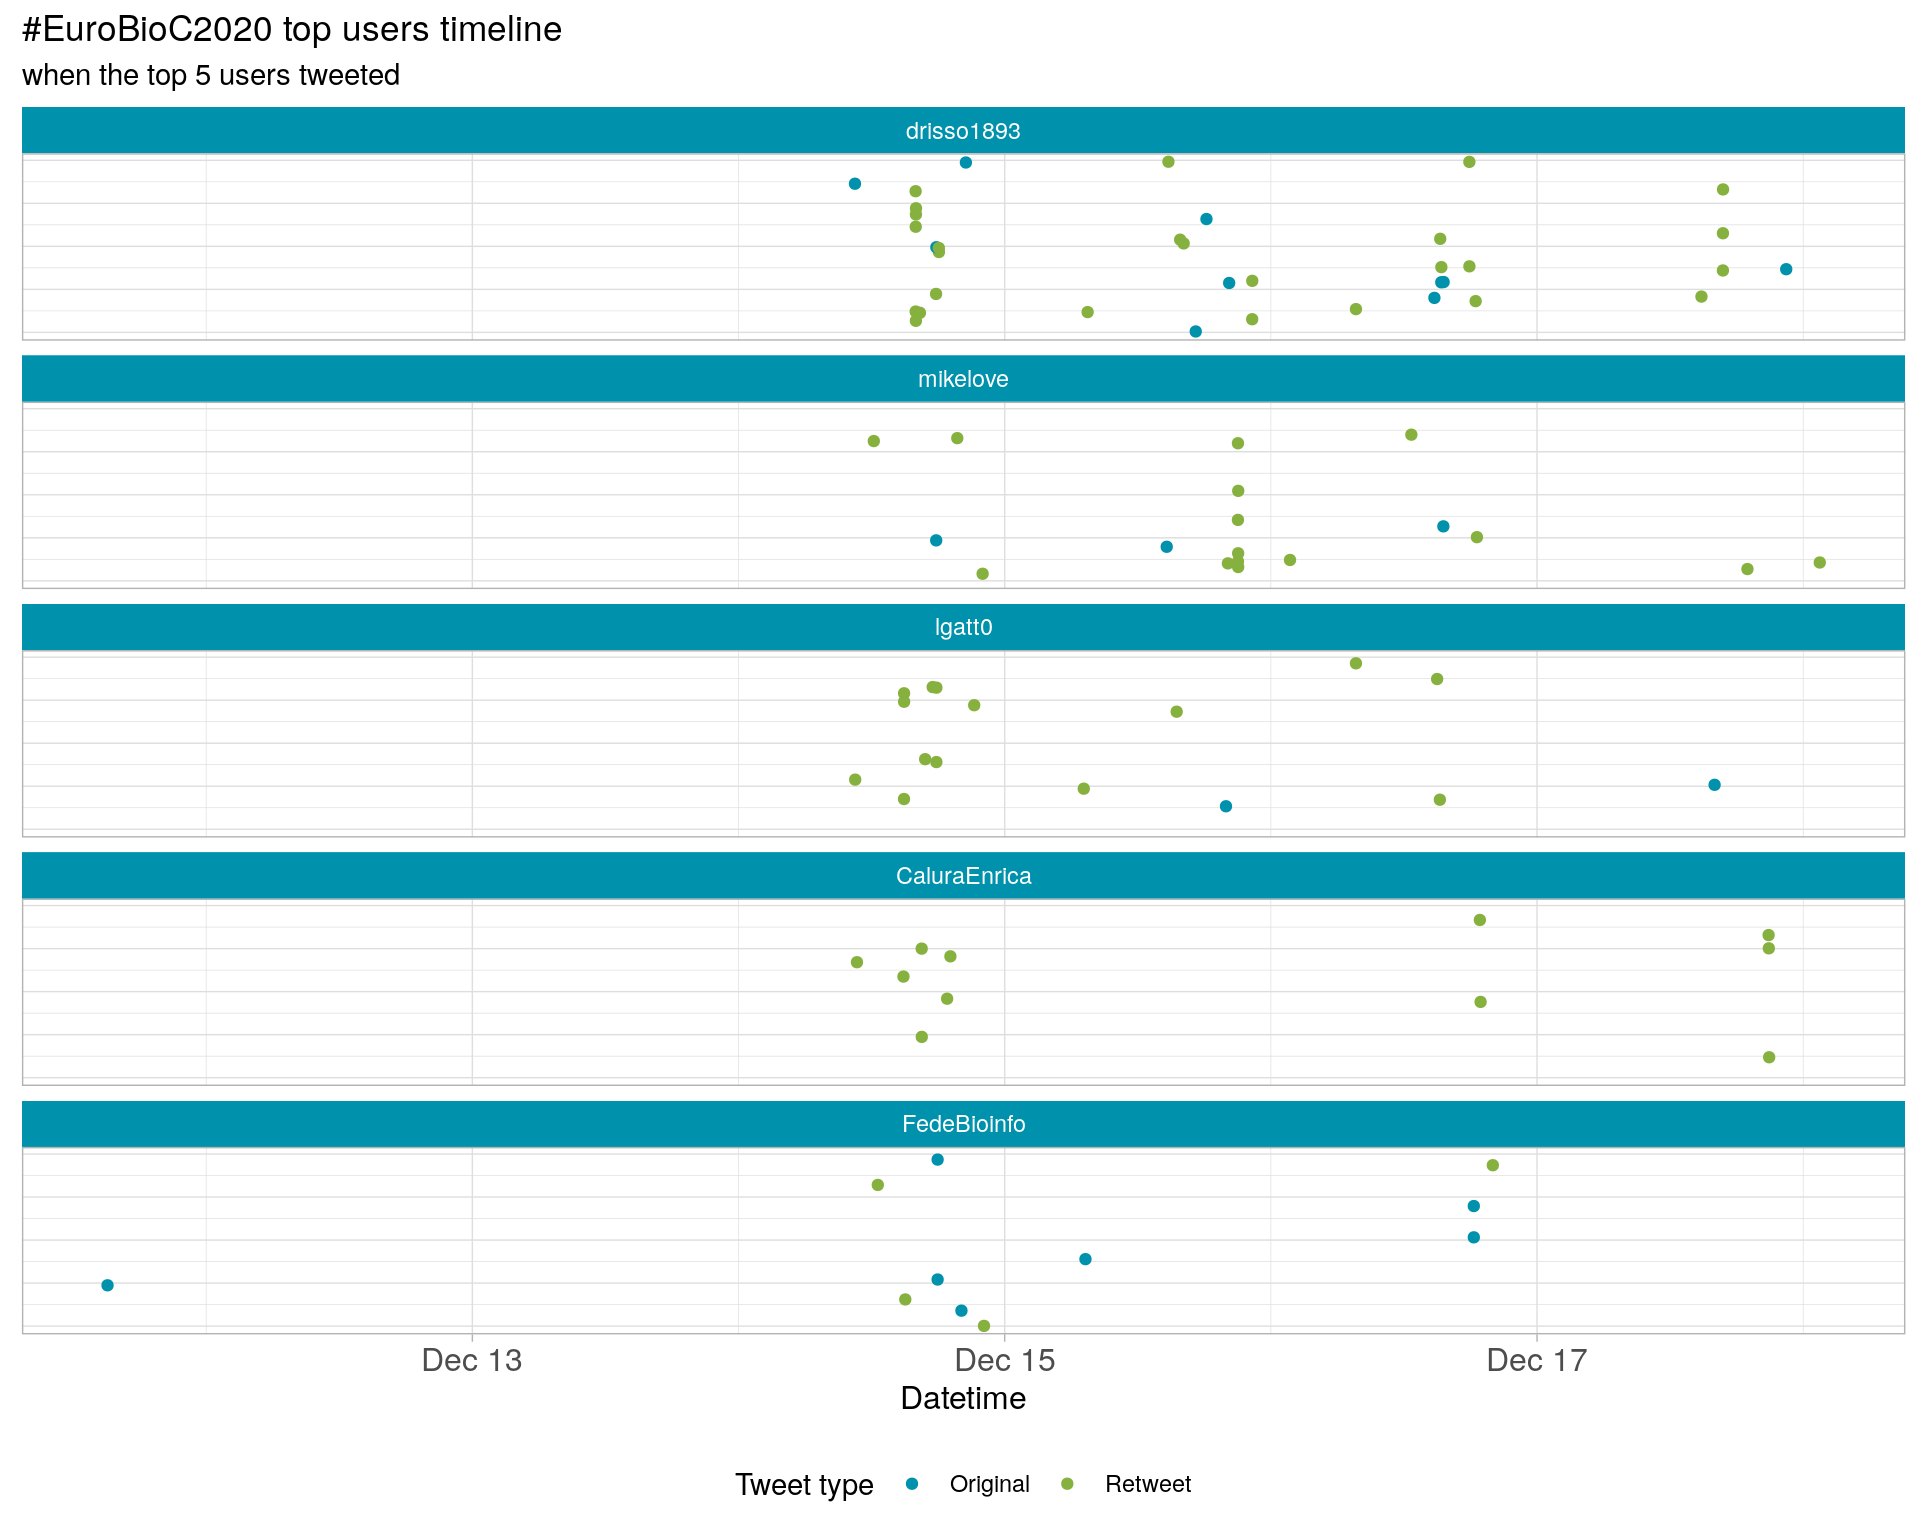 #EuroBioC2020 top users timeline
when the top 5 users tweeted
drisso1893
mikelove
lgatt0
CaluraEnrica
FedeBioinfo
Dec 13 Dec 15 Dec 17
Datetime
Tweet type Original Retweet